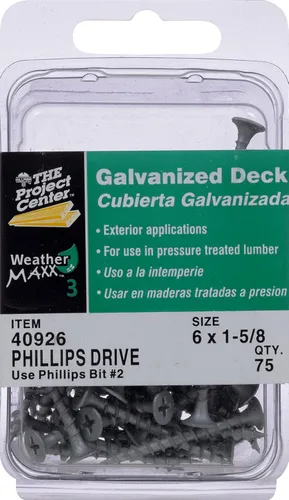 THE
Project
Center™
Weather
MAXX™
3
Galvanized Deck
Cubierta Galvanizada
• Exterior applications
• For use in pressure treated lumber
• Uso a la intemperie
• Usar en maderas tratadas a presion
ITEM
40926
PHILLIPS DRIVE
Use Phillips Bit #2
SIZE
6 x 1-5/8
QTY.
75